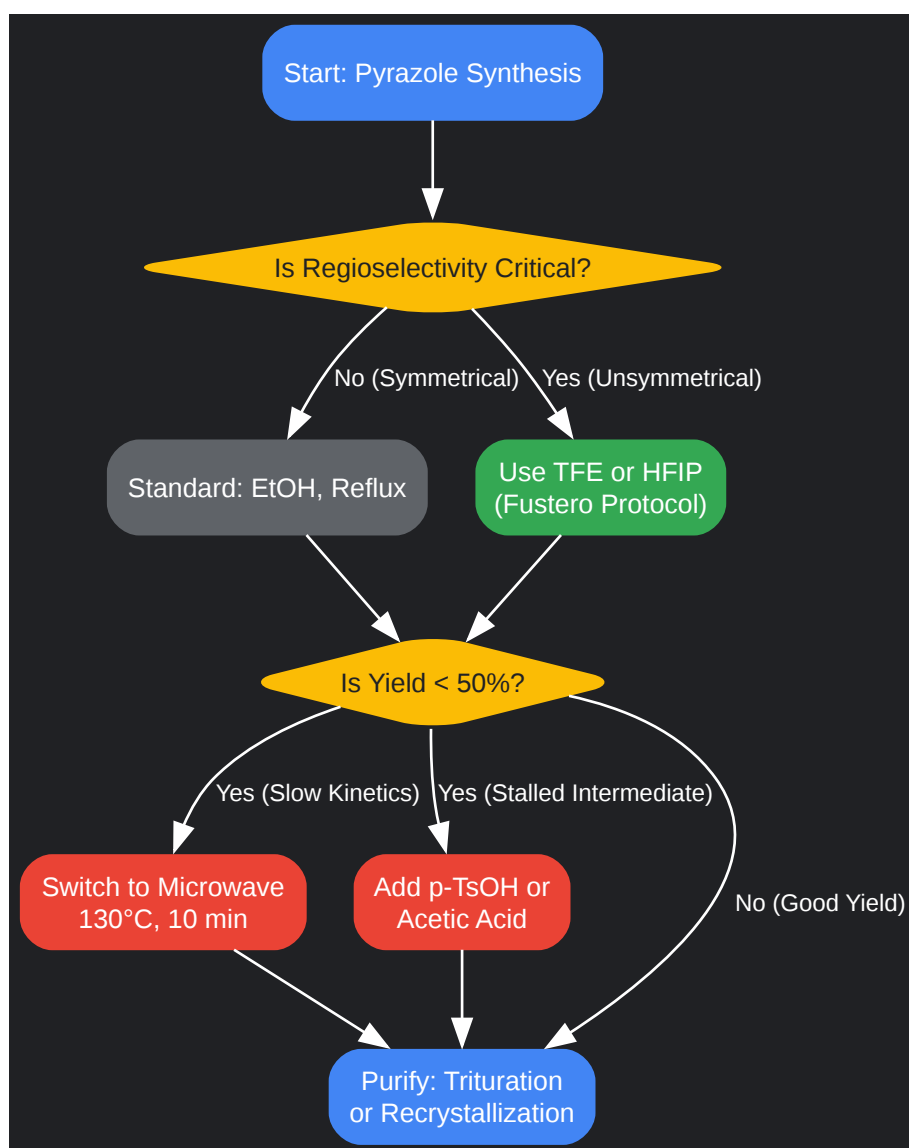 Start: Pyrazole Synthesis
Is Regioselectivity Critical?
No (Symmetrical)
Yes (Unsymmetrical)
Standard: EtOH, Reflux
Use TFE or HFIP
(Fustero Protocol)
Is Yield < 50%?
Yes (Slow Kinetics)
Yes (Stalled Intermediate)
No (Good Yield)
Switch to Microwave
130°C, 10 min
Add p-TsOH or
Acetic Acid
Purify: Trituration
or Recrystallization